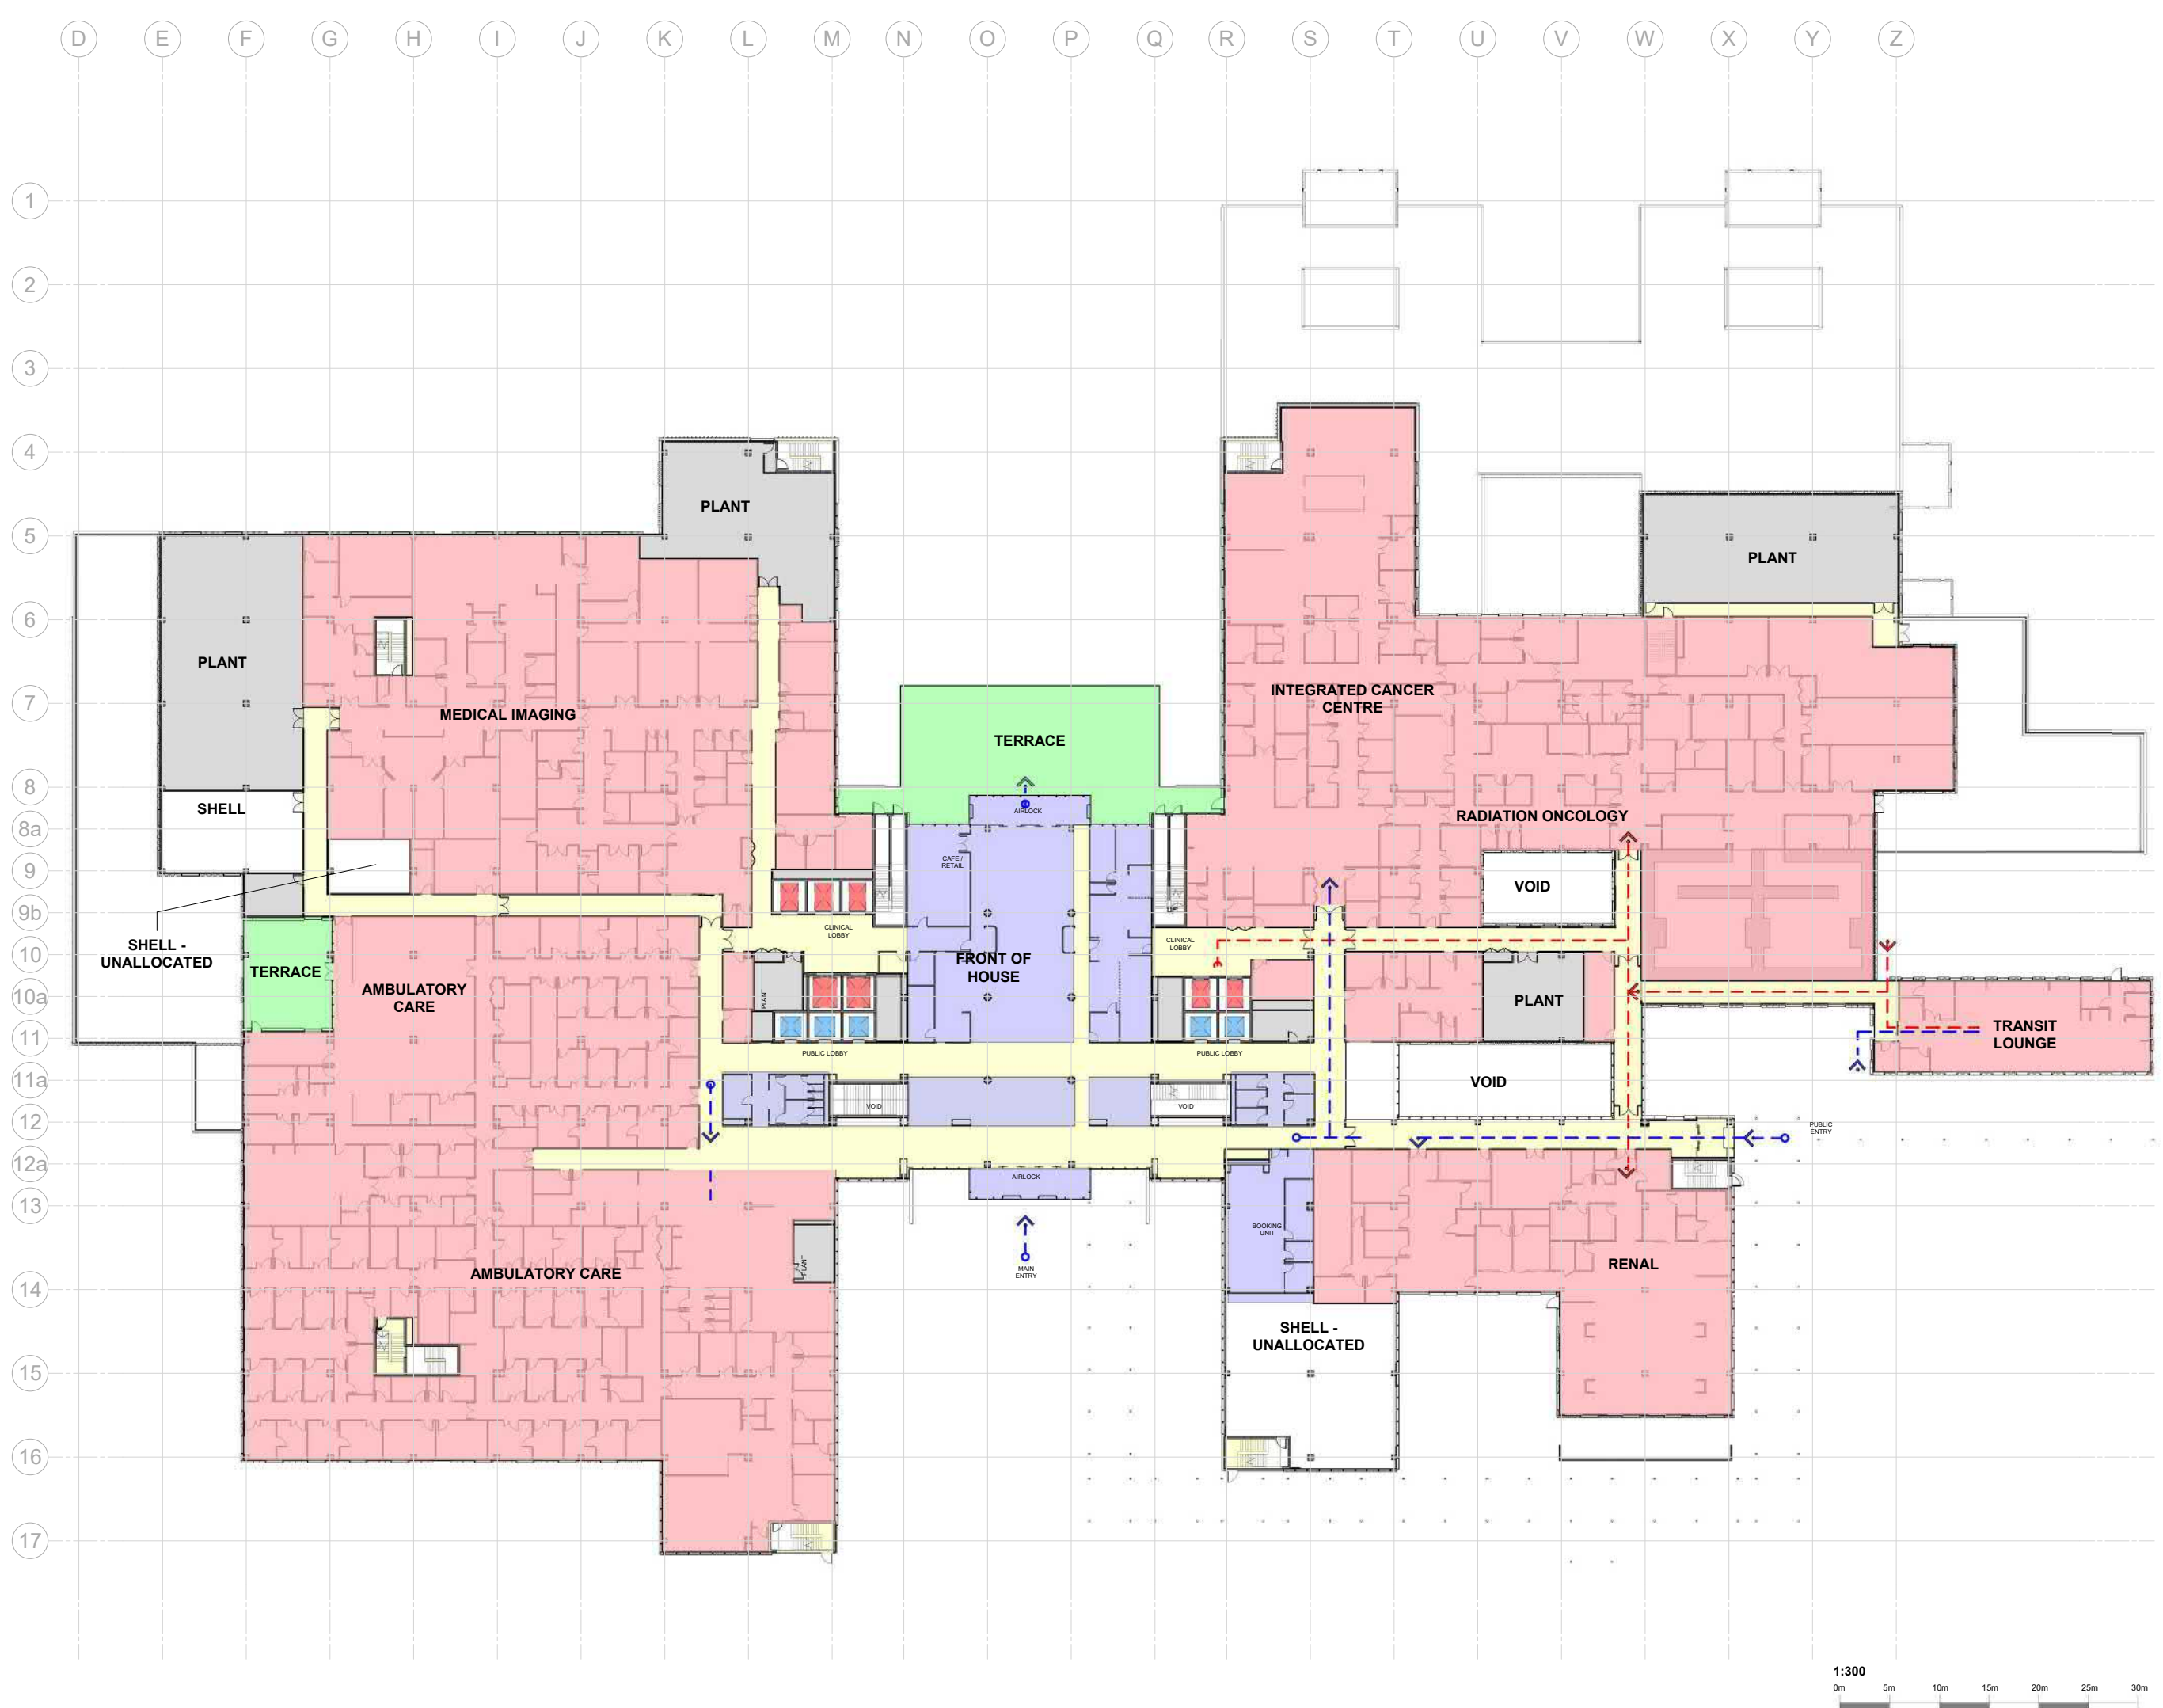 D E F G H I J K L M N O P Q R S T U V W X Y Z
1
2
3
4
PLANT
5
PLANT
6
PLANT
INTEGRATED CANCER
CENTRE
7
MEDICAL IMAGING
TERRACE
8
SHELL
AIRLOCK
RADIATION ONCOLOGY
8a
CAFE /
RETAIL
9
VOID
9b
CLINICAL
LOBBY
CLINICAL
LOBBY
SHELL -
UNALLOCATED
10
FRONT OF
HOUSE
TERRACE
AMBULATORY
CARE
10a
PLANT
PLANT
11
TRANSIT
LOUNGE
PUBLIC LOBBY
PUBLIC LOBBY
11a
VOID
VOID
VOID
12
PUBLIC
ENTRY
12a
AIRLOCK
13
BOOKING
UNIT
MAIN
ENTRY
PLANT
RENAL
AMBULATORY CARE
14
SHELL -
UNALLOCATED
15
16
17
1:300
0m 5m 10m 15m 20m 25m 30m